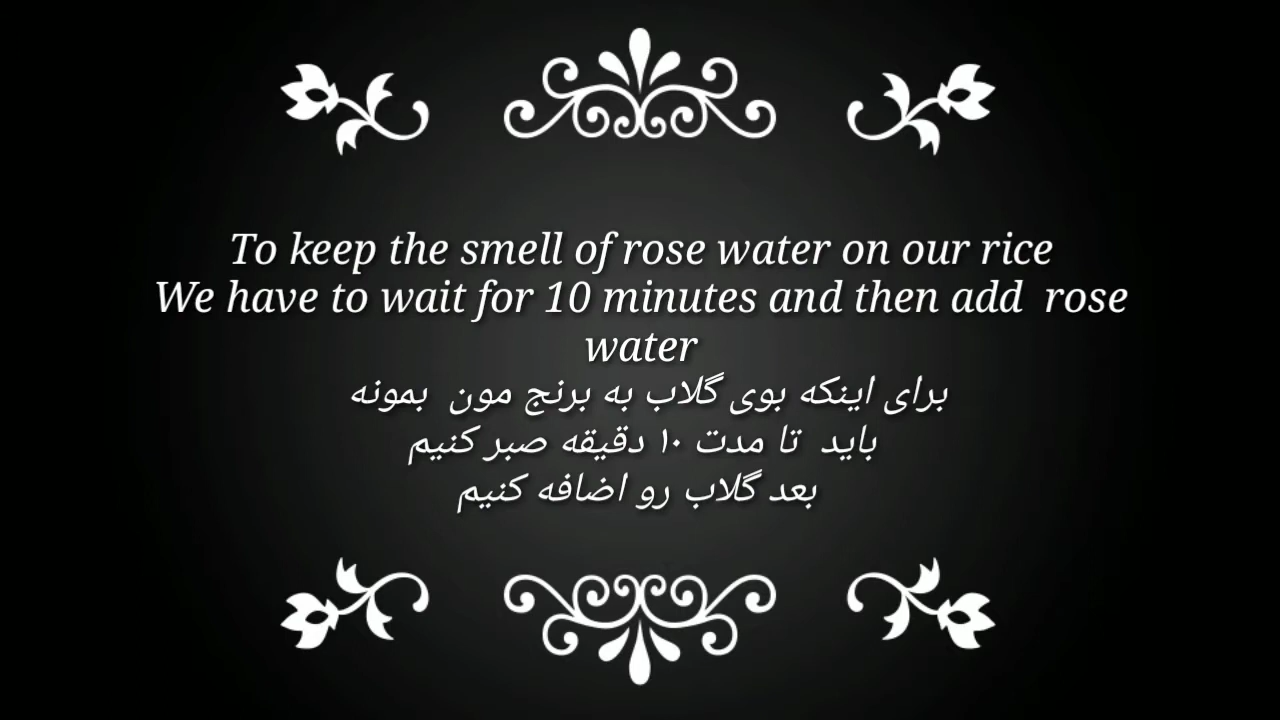 To keep the smell of rose water on our rice
We have to wait for 10 minutes and then add  rose
water
برای اینکه بوی گلاب به برنج مون  بمونه
باید  تا مدت ۱۰ دقیقه صبر کنیم
بعد گلاب رو اضافه کنیم